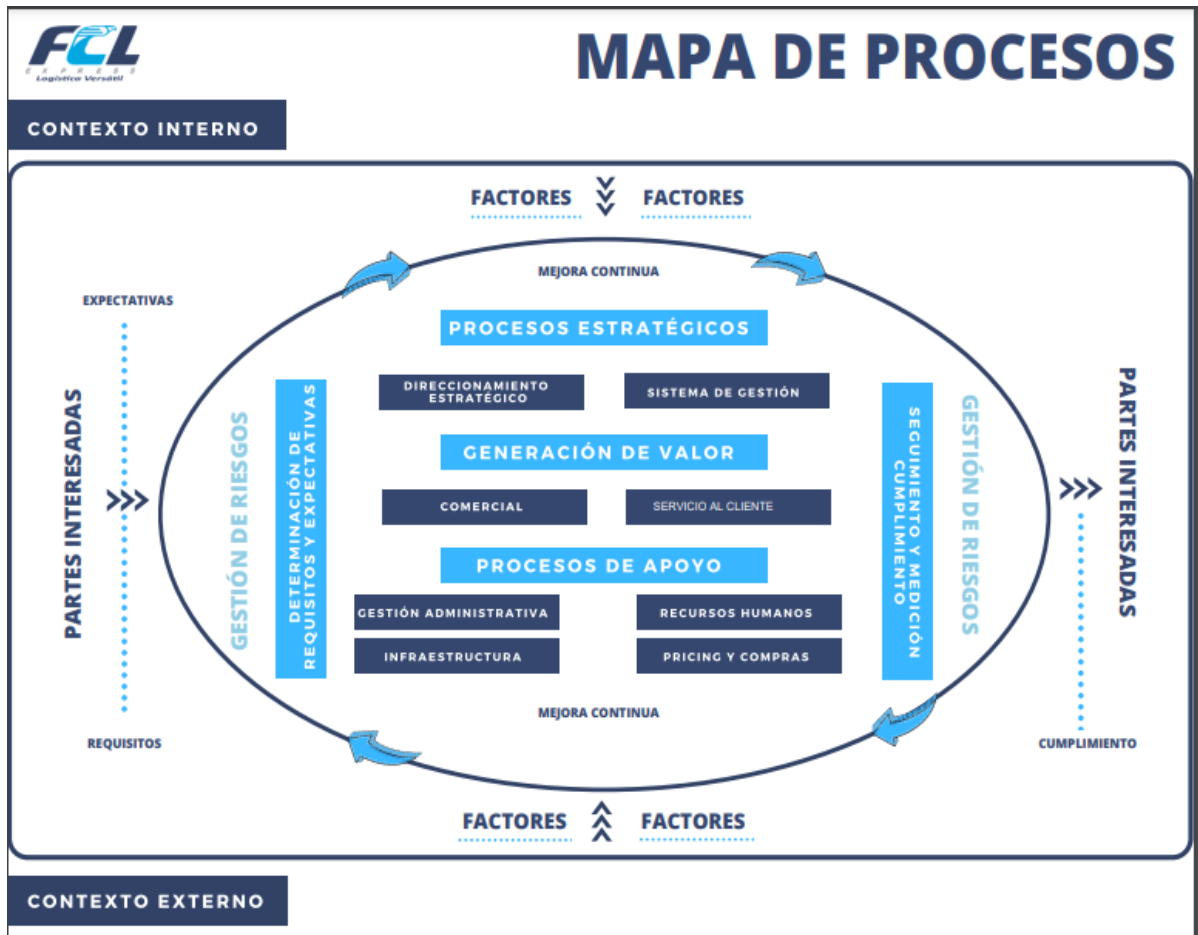 FCL
EXPRESS
Logística Versátil
MAPA DE PROCESOS
CONTEXTO INTERNO
FACTORES
FACTORES
MEJORA CONTINUA
EXPECTATIVAS
PARTES INTERESADAS
REQUISITOS
GESTIÓN DE RIESGOS
DETERMINACIÓN DE
REQUISITOS Y EXPECTATIVAS
PROCESOS ESTRATÉGICOS
DIRECCIONAMIENTO
ESTRATÉGICO
SISTEMA DE GESTIÓN
GENERACIÓN DE VALOR
COMERCIAL
SERVICIO AL CLIENTE
PROCESOS DE APOYO
GESTIÓN ADMINISTRATIVA
RECURSOS HUMANOS
INFRAESTRUCTURA
PRICING Y COMPRAS
SEGUIMIENTO Y MEDICIÓN
CUMPLIMIENTO
GESTIÓN DE RIESGOS
PARTES INTERESADAS
CUMPLIMIENTO
MEJORA CONTINUA
FACTORES
FACTORES
CONTEXTO EXTERNO